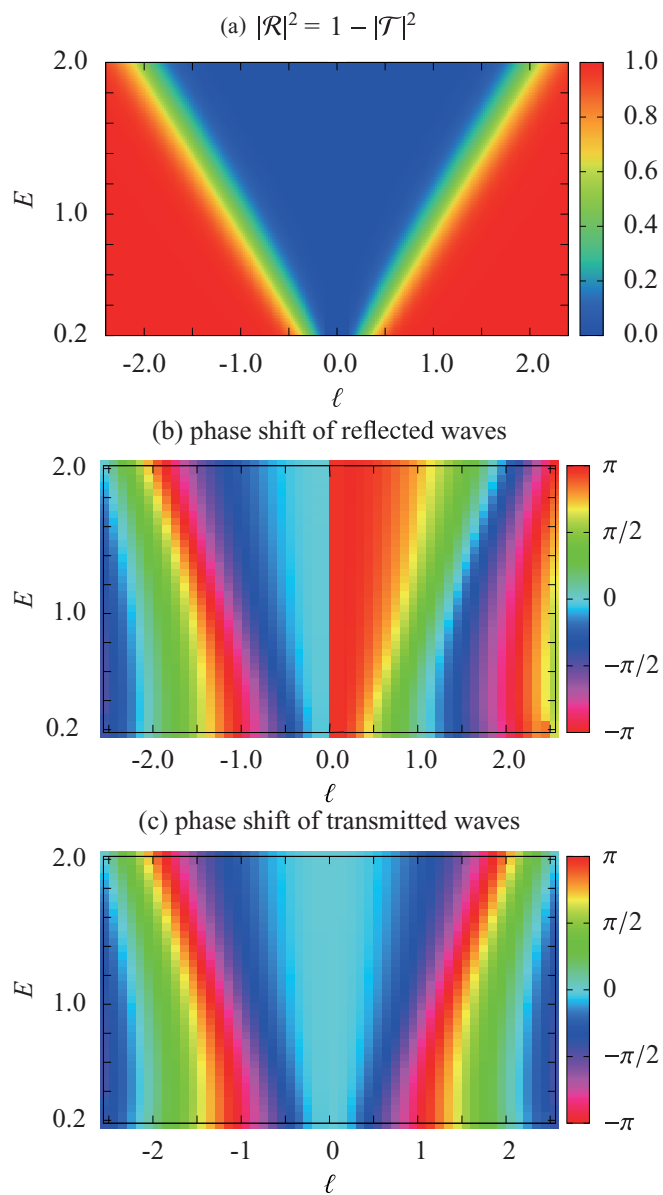 (a) |ℛ|² = 1 − |𝒯|²
2.0
1.0
0.2
E
-2.0 -1.0 0.0 1.0 2.0
ℓ
1.0
0.8
0.6
0.4
0.2
0.0
(b) phase shift of reflected waves
2.0
1.0
0.2
E
-2.0 -1.0 0.0 1.0 2.0
ℓ
π
π/2
0
−π/2
−π
(c) phase shift of transmitted waves
2.0
1.0
0.2
E
-2 -1 0 1 2
ℓ
π
π/2
0
−π/2
−π